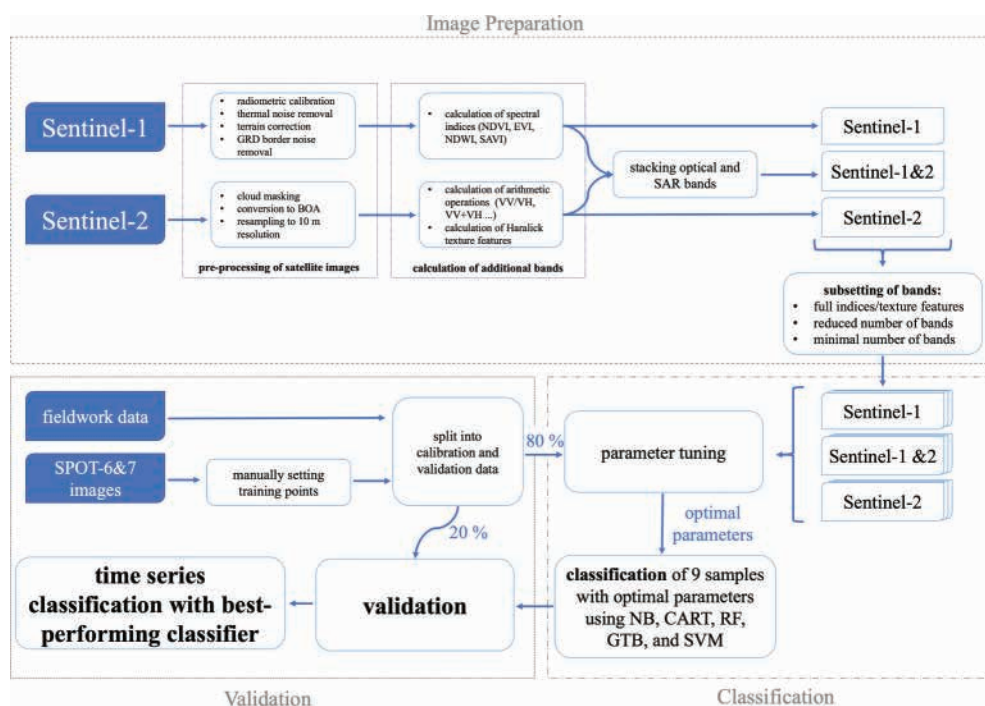 Image Preparation
Sentinel-1
• radiometric calibration
• thermal noise removal
• terrain correction
• GRD border noise
removal
• calculation of spectral
indices (NDVI, EVI,
NDWI, SAVI)
Sentinel-1
stacking optical and
SAR bands
Sentinel-1&2
Sentinel-2
• cloud masking
• conversion to BOA
• resampling to 10 m
resolution
• calculation of arithmetic
operations (VV/VH,
VV+VH ...)
• calculation of Haralick
texture features
Sentinel-2
pre-processing of satellite images
calculation of additional bands
subsetting of bands:
• full indices/texture features
• reduced number of bands
• minimal number of bands
fieldwork data
SPOT-6&7
images
manually setting
training points
split into
calibration and
validation data
80 %
parameter tuning
Sentinel-1
Sentinel-1 &2
Sentinel-2
20 %
optimal
parameters
time series
classification with best-
performing classifier
validation
classification of 9 samples
with optimal parameters
using NB, CART, RF,
GTB, and SVM
Validation
Classification